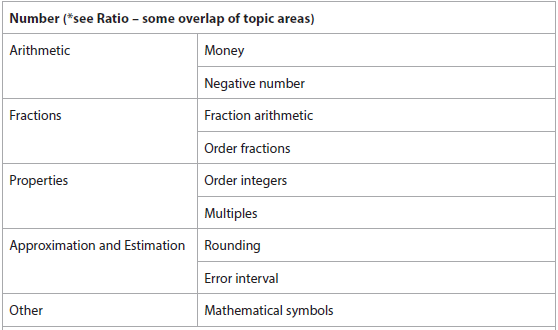 Number (*see Ratio – some overlap of topic areas)
Arithmetic Money
Negative number
Fractions Fraction arithmetic
Order fractions
Properties Order integers
Multiples
Approximation and Estimation Rounding
Error interval
Other Mathematical symbols